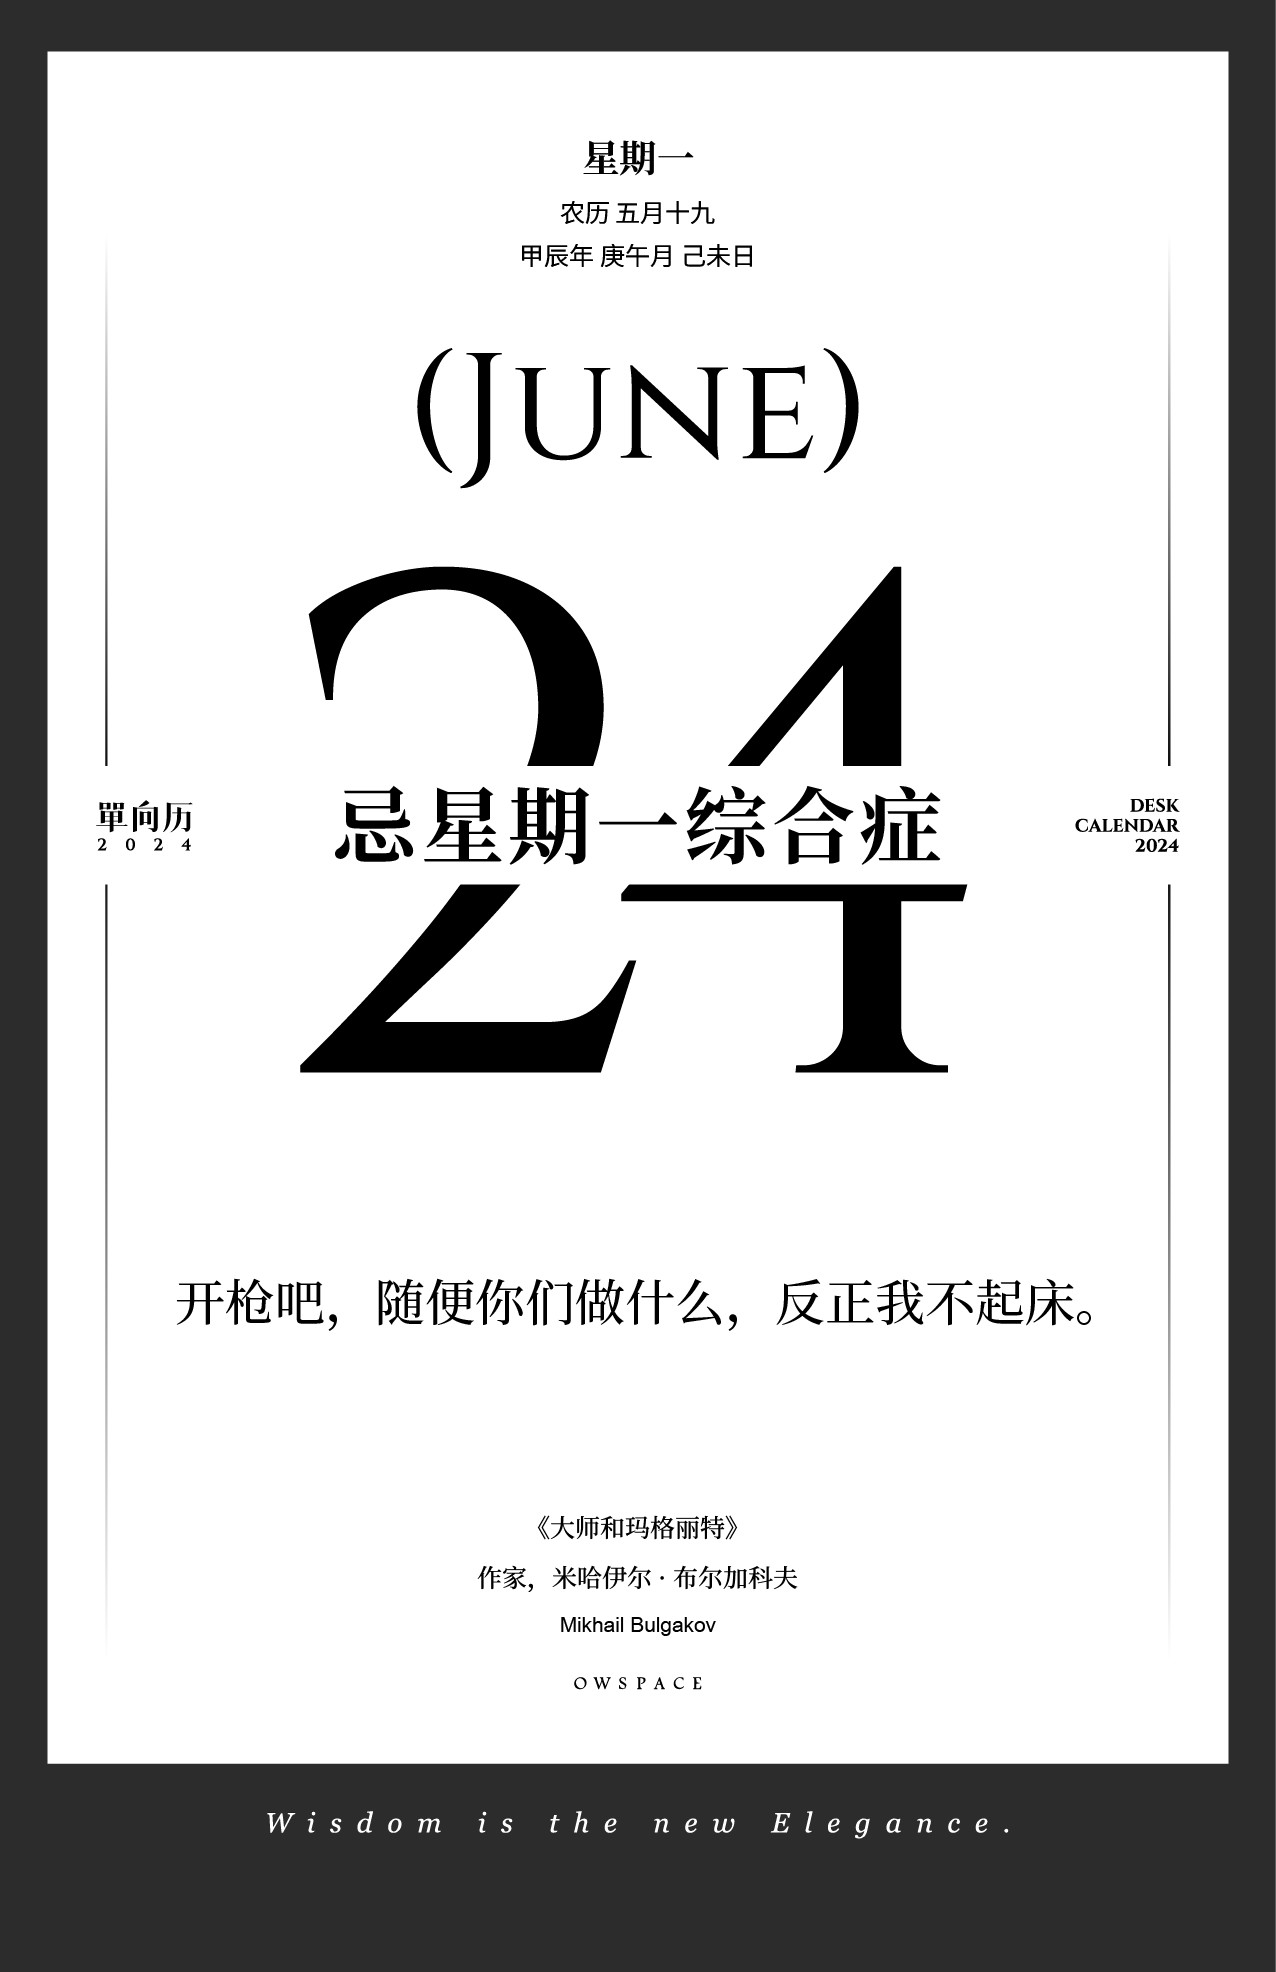 星期一
农历 五月十九
甲辰年 庚午月 己未日
(JUNE)
24
忌星期一综合症
單向历
2024
DESK
CALENDAR
2024
开枪吧，随便你们做什么，反正我不起床。
《大师和玛格丽特》
作家，米哈伊尔·布尔加科夫
Mikhail Bulgakov
OWSPACE
Wisdom is the new Elegance.